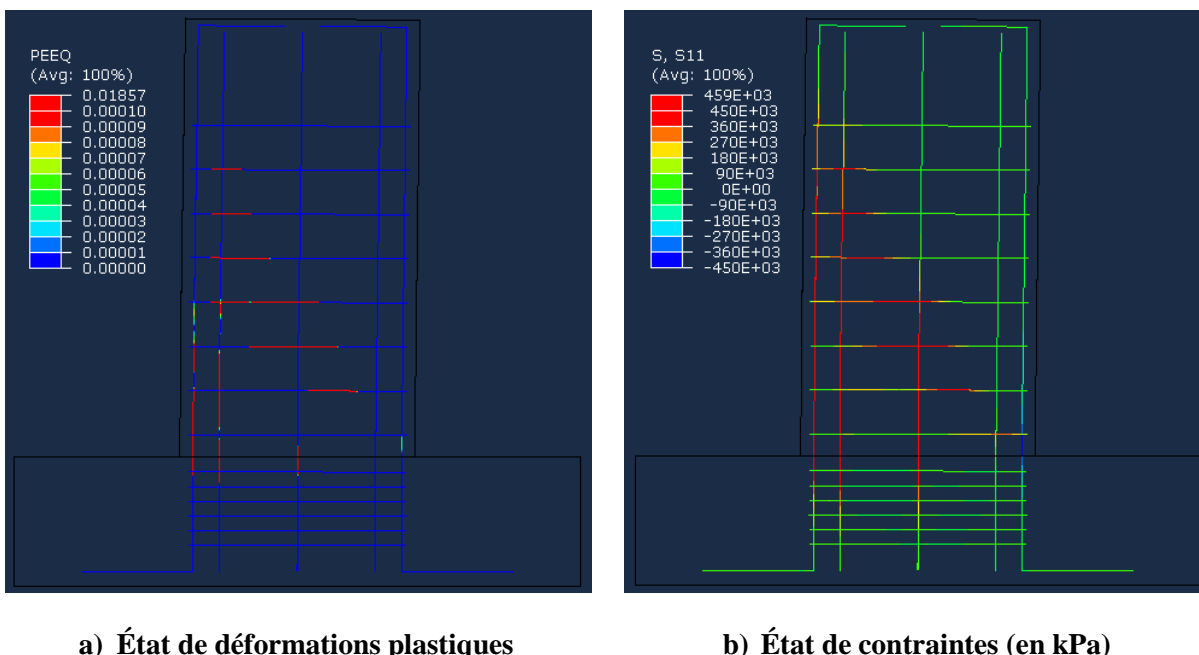 PEEQ
(Avg: 100%)
0.01857
0.00010
0.00009
0.00008
0.00007
0.00006
0.00005
0.00004
0.00003
0.00002
0.00001
0.00000
S, S11
(Avg: 100%)
459E+03
450E+03
360E+03
270E+03
180E+03
90E+03
0E+00
-90E+03
-180E+03
-270E+03
-360E+03
-450E+03
a) État de déformations plastiques
b) État de contraintes (en kPa)